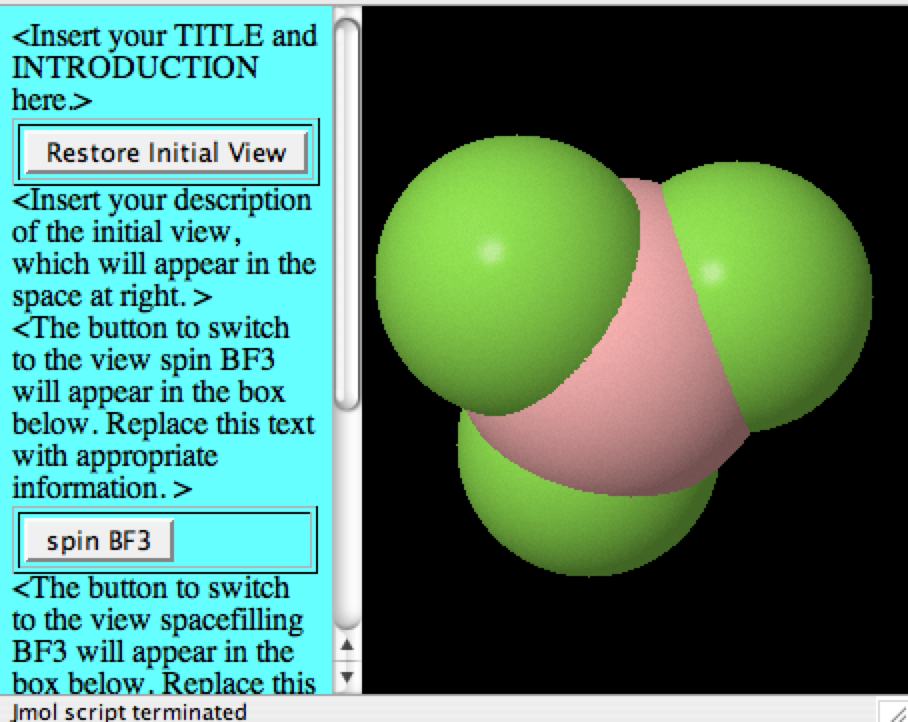 <Insert your TITLE and
INTRODUCTION
here.>
Restore Initial View
<Insert your description
of the initial view,
which will appear in the
space at right. >
<The button to switch
to the view spin BF3
will appear in the box
below. Replace this text
with appropriate
information. >
spin BF3
<The button to switch
to the view spacefilling
BF3 will appear in the
box below. Replace this
Jmol script terminated